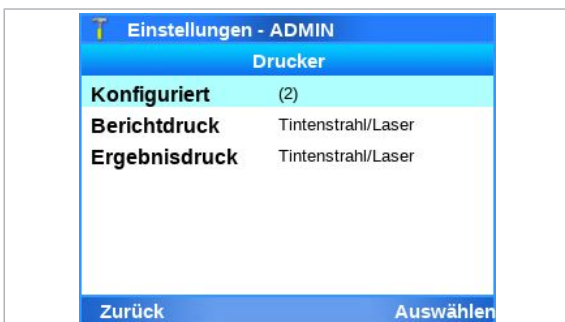 Einstellungen - ADMIN
Drucker
Konfiguriert (2)
Berichtdruck Tintenstrahl/Laser
Ergebnisdruck Tintenstrahl/Laser
Zurück Auswählen